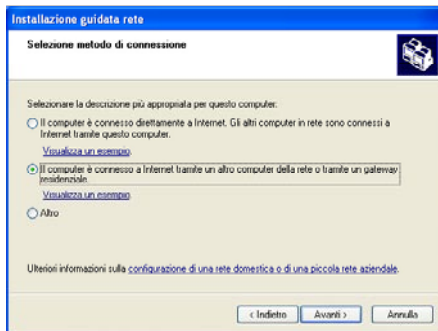 Installazione guidata rete
Selezione metodo di connessione
Selezionare la descrizione più appropriata per questo computer:
Il computer è connesso direttamente a Internet. Gli altri computer in rete sono connessi a
Internet tramite questo computer.
Visualizza un esempio.
Il computer è connesso a Internet tramite un altro computer della rete o tramite un gateway
residenziale.
Visualizza un esempio.
Altro
Ulteriori informazioni sulla configurazione di una rete domestica o di una piccola rete aziendale.
< Indietro
Avanti >
Annulla